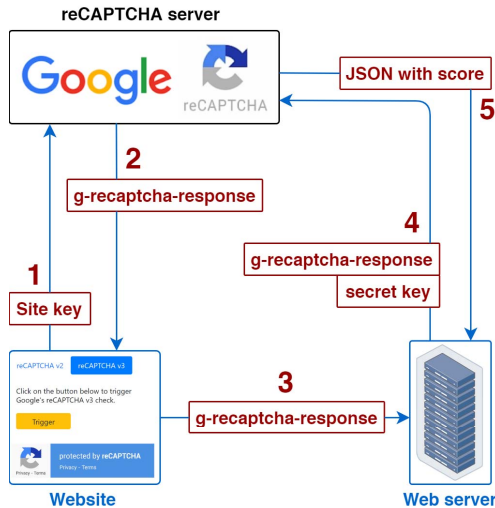 reCAPTCHA server
Google
reCAPTCHA
JSON with score
5
2
g-recaptcha-response
4
g-recaptcha-response
secret key
1
Site key
reCAPTCHA v2 reCAPTCHA v3
Click on the button below to trigger
Google's reCAPTCHA v3 check.
Trigger
protected by reCAPTCHA
Privacy - Terms
Privacy - Terms
3
g-recaptcha-response
Website
Web server